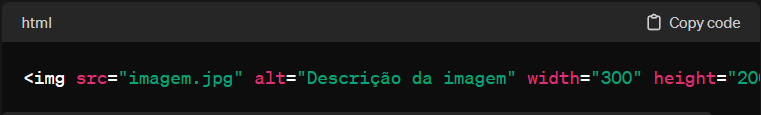 html
Copy code
<img src="imagem.jpg" alt="Descrição da imagem" width="300" height="20